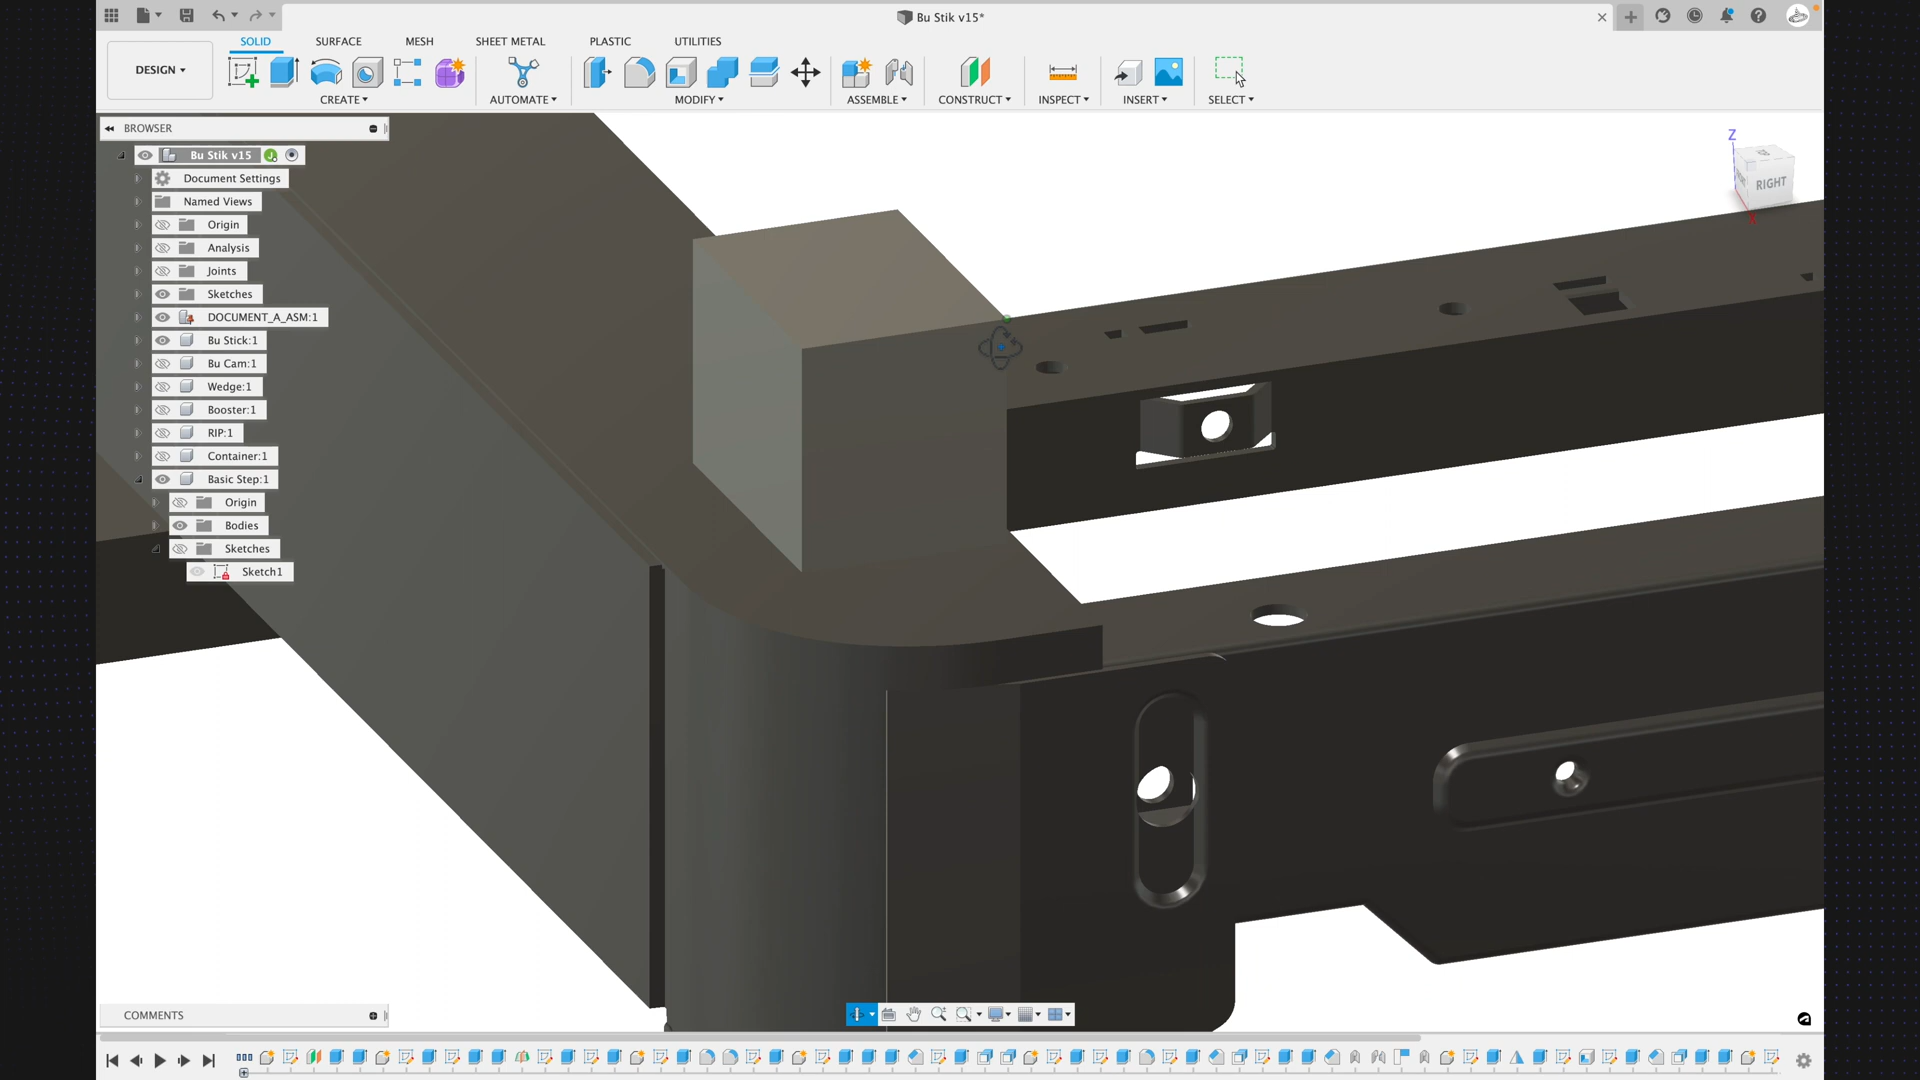 Bu Stik v15*
SOLID
SURFACE
MESH
SHEET METAL
PLASTIC
UTILITIES
DESIGN
CREATE
AUTOMATE
MODIFY
ASSEMBLE
CONSTRUCT
INSPECT
INSERT
SELECT
BROWSER
Bu Stik v15
Document Settings
Named Views
Origin
Analysis
Joints
Sketches
DOCUMENT_A_ASM:1
Bu Stick:1
Bu Cam:1
Wedge:1
Booster:1
RIP:1
Container:1
Basic Step:1
Origin
Bodies
Sketches
Sketch1
Z
RIGHT
X
COMMENTS